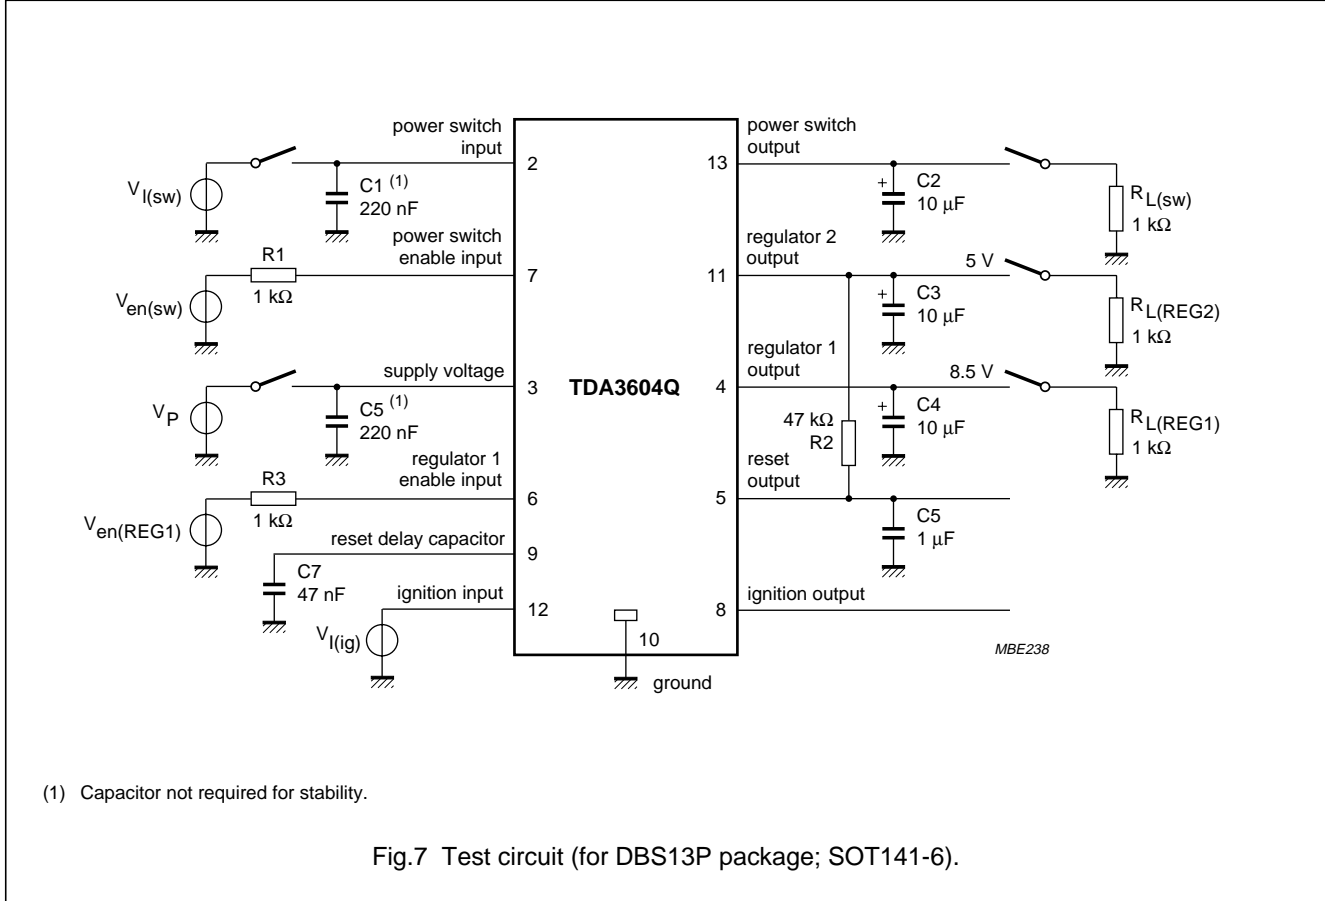 power switch
input
2
V I(sw)
C1 (1)
220 nF
power switch
enable input
R1
1 kΩ
7
V en(sw)
supply voltage
3
V P
C5 (1)
220 nF
regulator 1
enable input
R3
1 kΩ
6
V en(REG1)
reset delay capacitor
9
C7
47 nF
ignition input
12
V I(ig)
TDA3604Q
10
ground
power switch
output
13
+
C2
10 μF
R L(sw)
1 kΩ
regulator 2
output
11
5 V
+
C3
10 μF
R L(REG2)
1 kΩ
regulator 1
output
4
8.5 V
+
C4
10 μF
R L(REG1)
1 kΩ
47 kΩ
R2
reset
output
5
C5
1 μF
ignition output
8
MBE238
(1) Capacitor not required for stability.
Fig.7 Test circuit (for DBS13P package; SOT141-6).